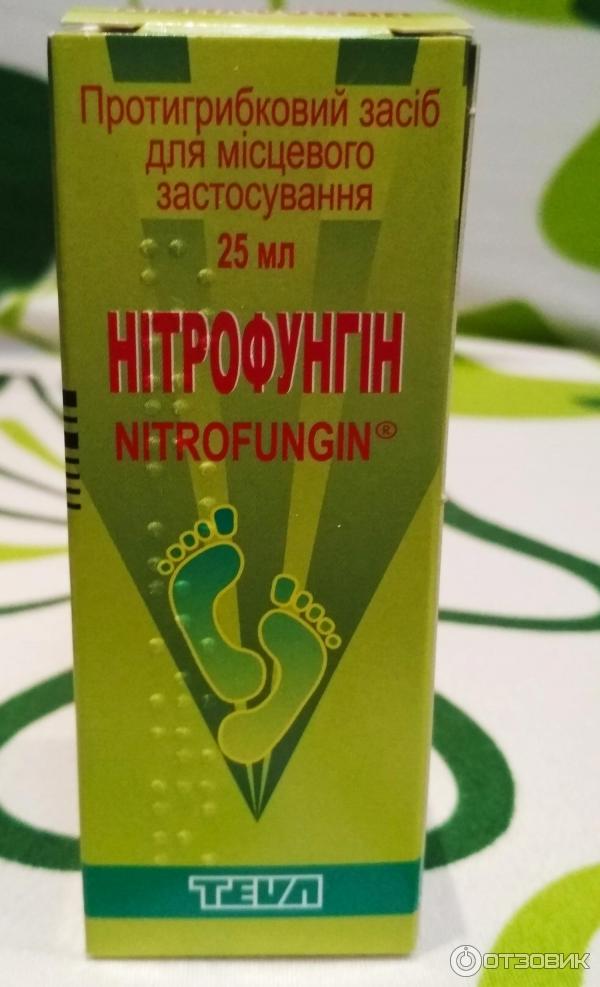 Протигрибковий засіб
для місцевого
застосування
25 мл
НІТРОФУНГІН
NITROFUNGIN®
TEVA
ОТЗОВИК